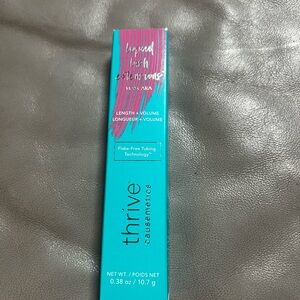 liquid
lash
extensions
MASCARA
LENGTH + VOLUME
LONGUEUR + VOLUME
Flake-Free Tubing
Technology™
thrive
causemetics
NET WT. / POIDS NET
0.38 oz / 10.7 g